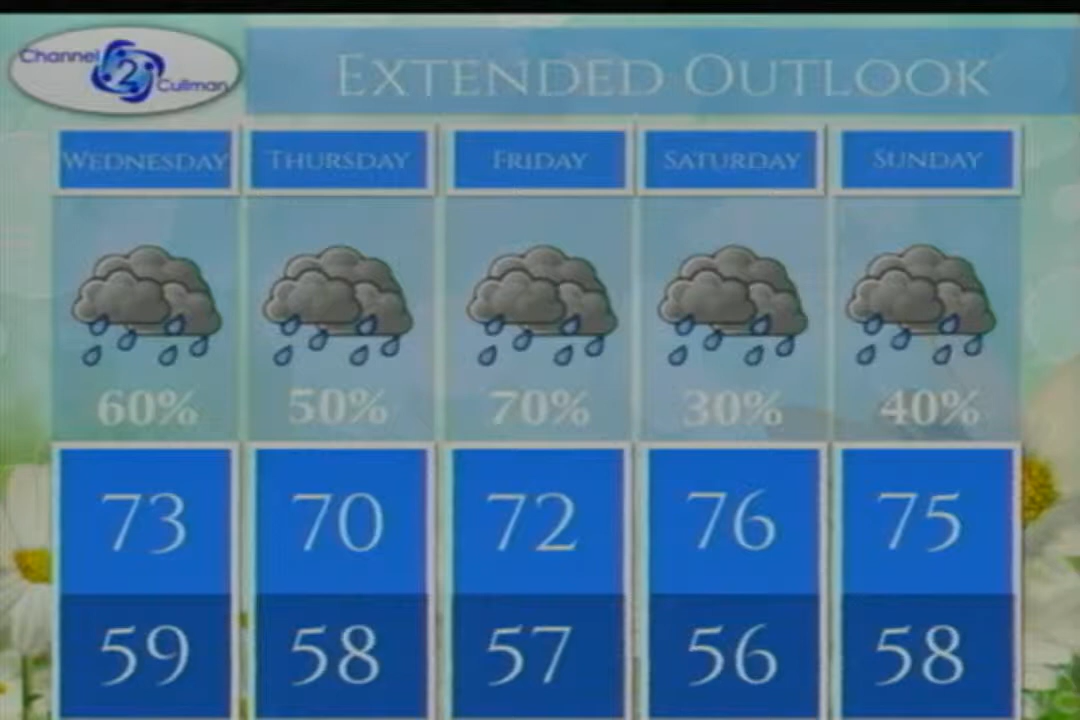 Channel
2
Cullman
EXTENDED OUTLOOK
WEDNESDAY THURSDAY FRIDAY SATURDAY SUNDAY
60% 50% 70% 30% 40%
73 70 72 76 75
59 58 57 56 58